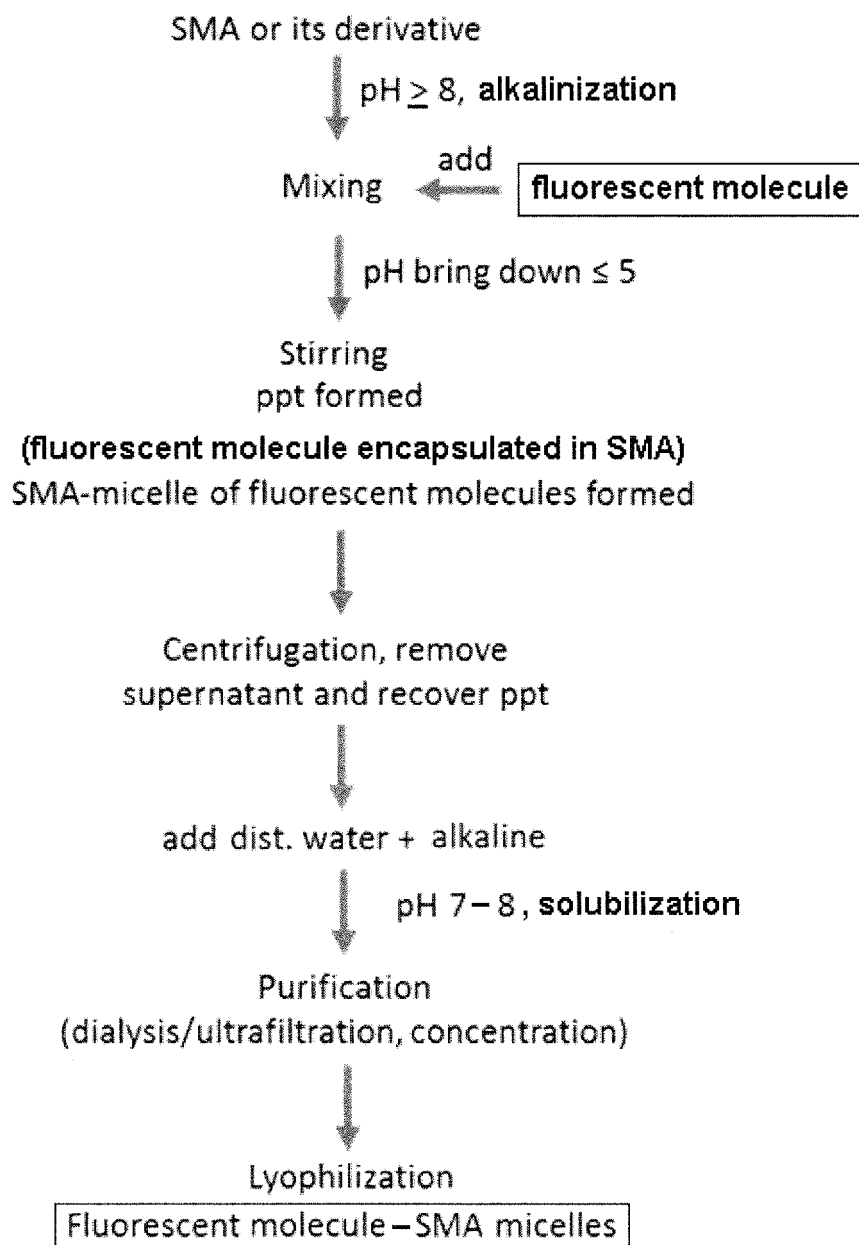 SMA or its derivative
pH ≥ 8, alkalinization
add
Mixing
fluorescent molecule
pH bring down ≤ 5
Stirring
ppt formed
(fluorescent molecule encapsulated in SMA)
SMA-micelle of fluorescent molecules formed
Centrifugation, remove
supernatant and recover ppt
add dist. water + alkaline
pH 7–8, solubilization
Purification
(dialysis/ultrafiltration, concentration)
Lyophilization
Fluorescent molecule–SMA micelles